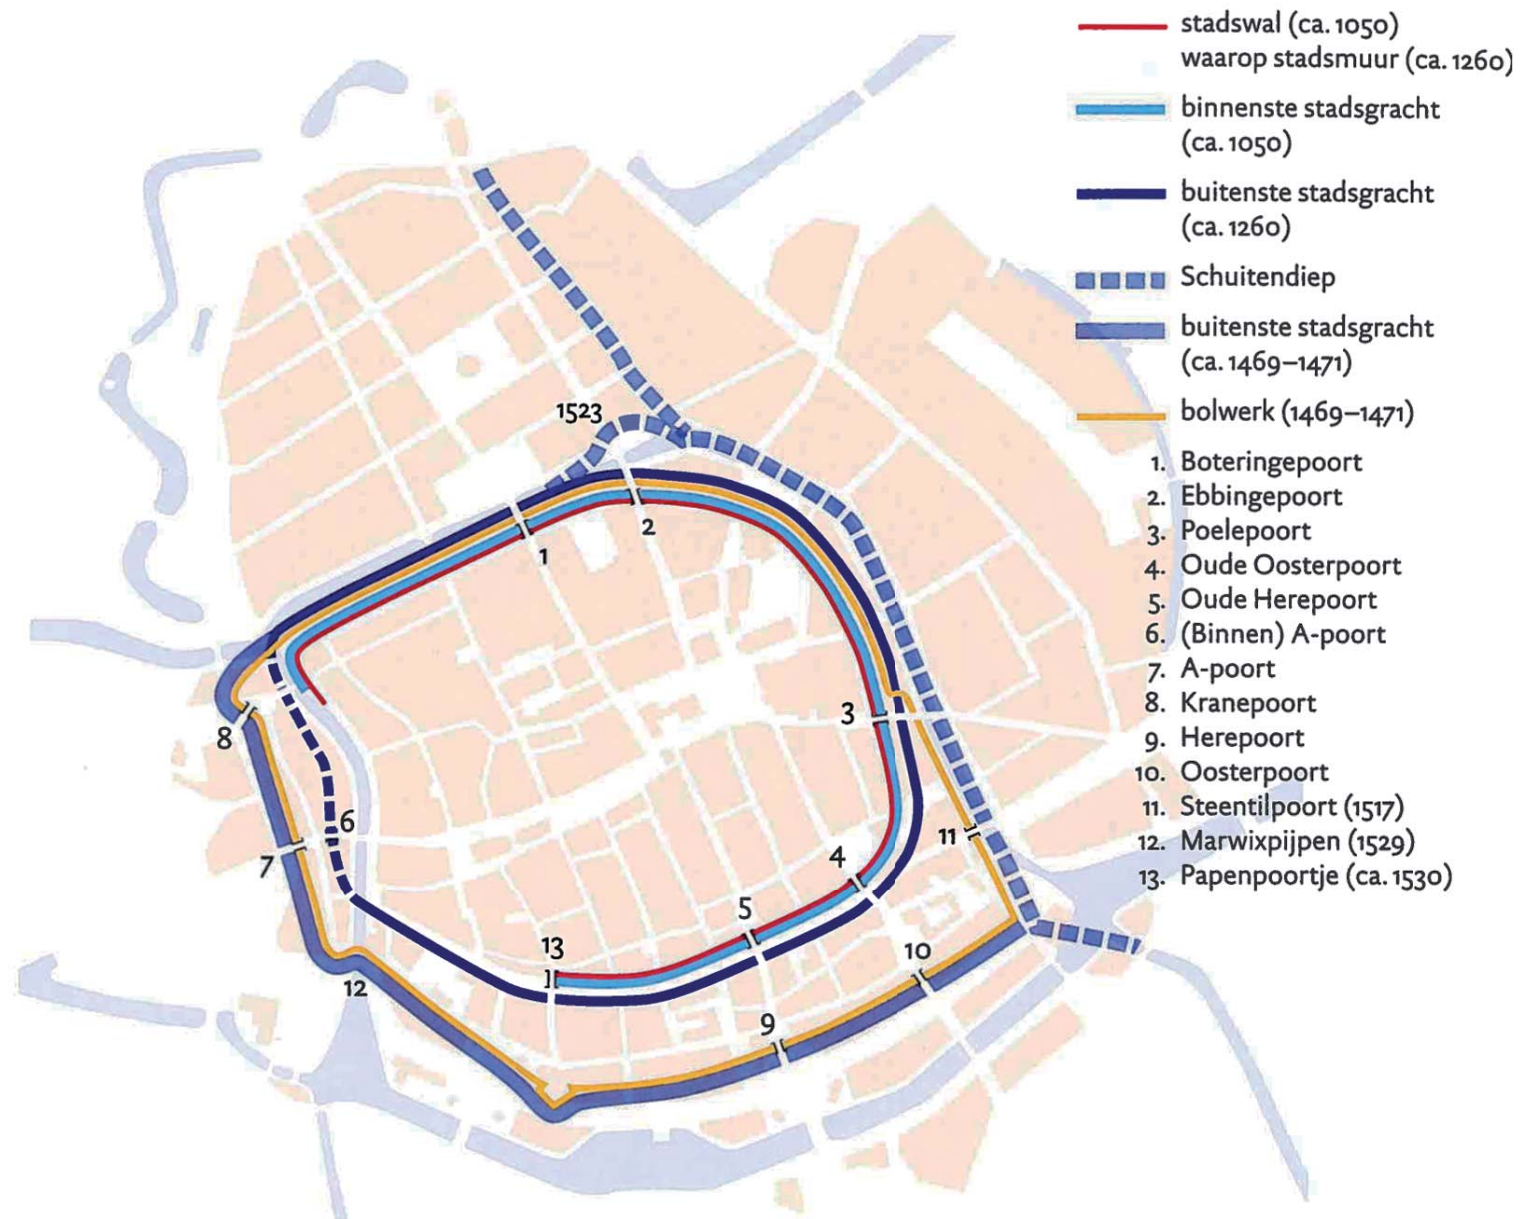 stadswal (ca. 1050)
waarop stadsmuur (ca. 1260)
binnenste stadsgracht
(ca. 1050)
buitenste stadsgracht
(ca. 1260)
Schuitendiep
buitenste stadsgracht
(ca. 1469–1471)
bolwerk (1469–1471)
1. Boteringepoort
2. Ebbingepoort
3. Poelepoort
4. Oude Oosterpoort
5. Oude Herepoort
6. (Binnen) A-poort
7. A-poort
8. Kranepoort
9. Herepoort
10. Oosterpoort
11. Steentilpoort (1517)
12. Marwixpijpen (1529)
13. Papenpoortje (ca. 1530)
1523
2
1
3
8
6
11
7
4
5
13
10
12
9